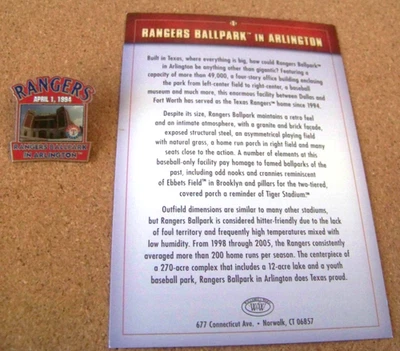 RANGERS
APRIL 1, 1994
RANGERS BALLPARK
IN ARLINGTON
RANGERS BALLPARK™ IN ARLINGTON
Built in Texas, where everything is big, how could Rangers Ballpark™
in Arlington be anything other than gigantic? Featuring a
capacity of more than 49,000, a four-story office building enclosing
the park from left-center field to right-center, a baseball
museum and much more, this enormous facility between Dallas and
Fort Worth has served as the Texas Rangers™ home since 1994.
Despite its size, Rangers Ballpark maintains a retro feel
and an intimate atmosphere, with a granite and brick facade,
exposed structural steel, an asymmetrical playing field
with natural grass, a home run porch in right field and many
seats close to the action. A number of elements at this
baseball-only facility pay homage to famed ballparks of the
past, including odd nooks and crannies reminiscent
of Ebbets Field™ in Brooklyn and pillars for the two-tiered,
covered porch a reminder of Tiger Stadium.™
Outfield dimensions are similar to many other stadiums,
but Rangers Ballpark is considered hitter-friendly due to the lack
of foul territory and frequently high temperatures mixed with
low humidity. From 1998 through 2005, the Rangers consistently
averaged more than 200 home runs per season. The centerpiece of
a 270-acre complex that includes a 12-acre lake and a youth
baseball park, Rangers Ballpark in Arlington does Texas proud.
677 Connecticut Ave. • Norwalk, CT 06857